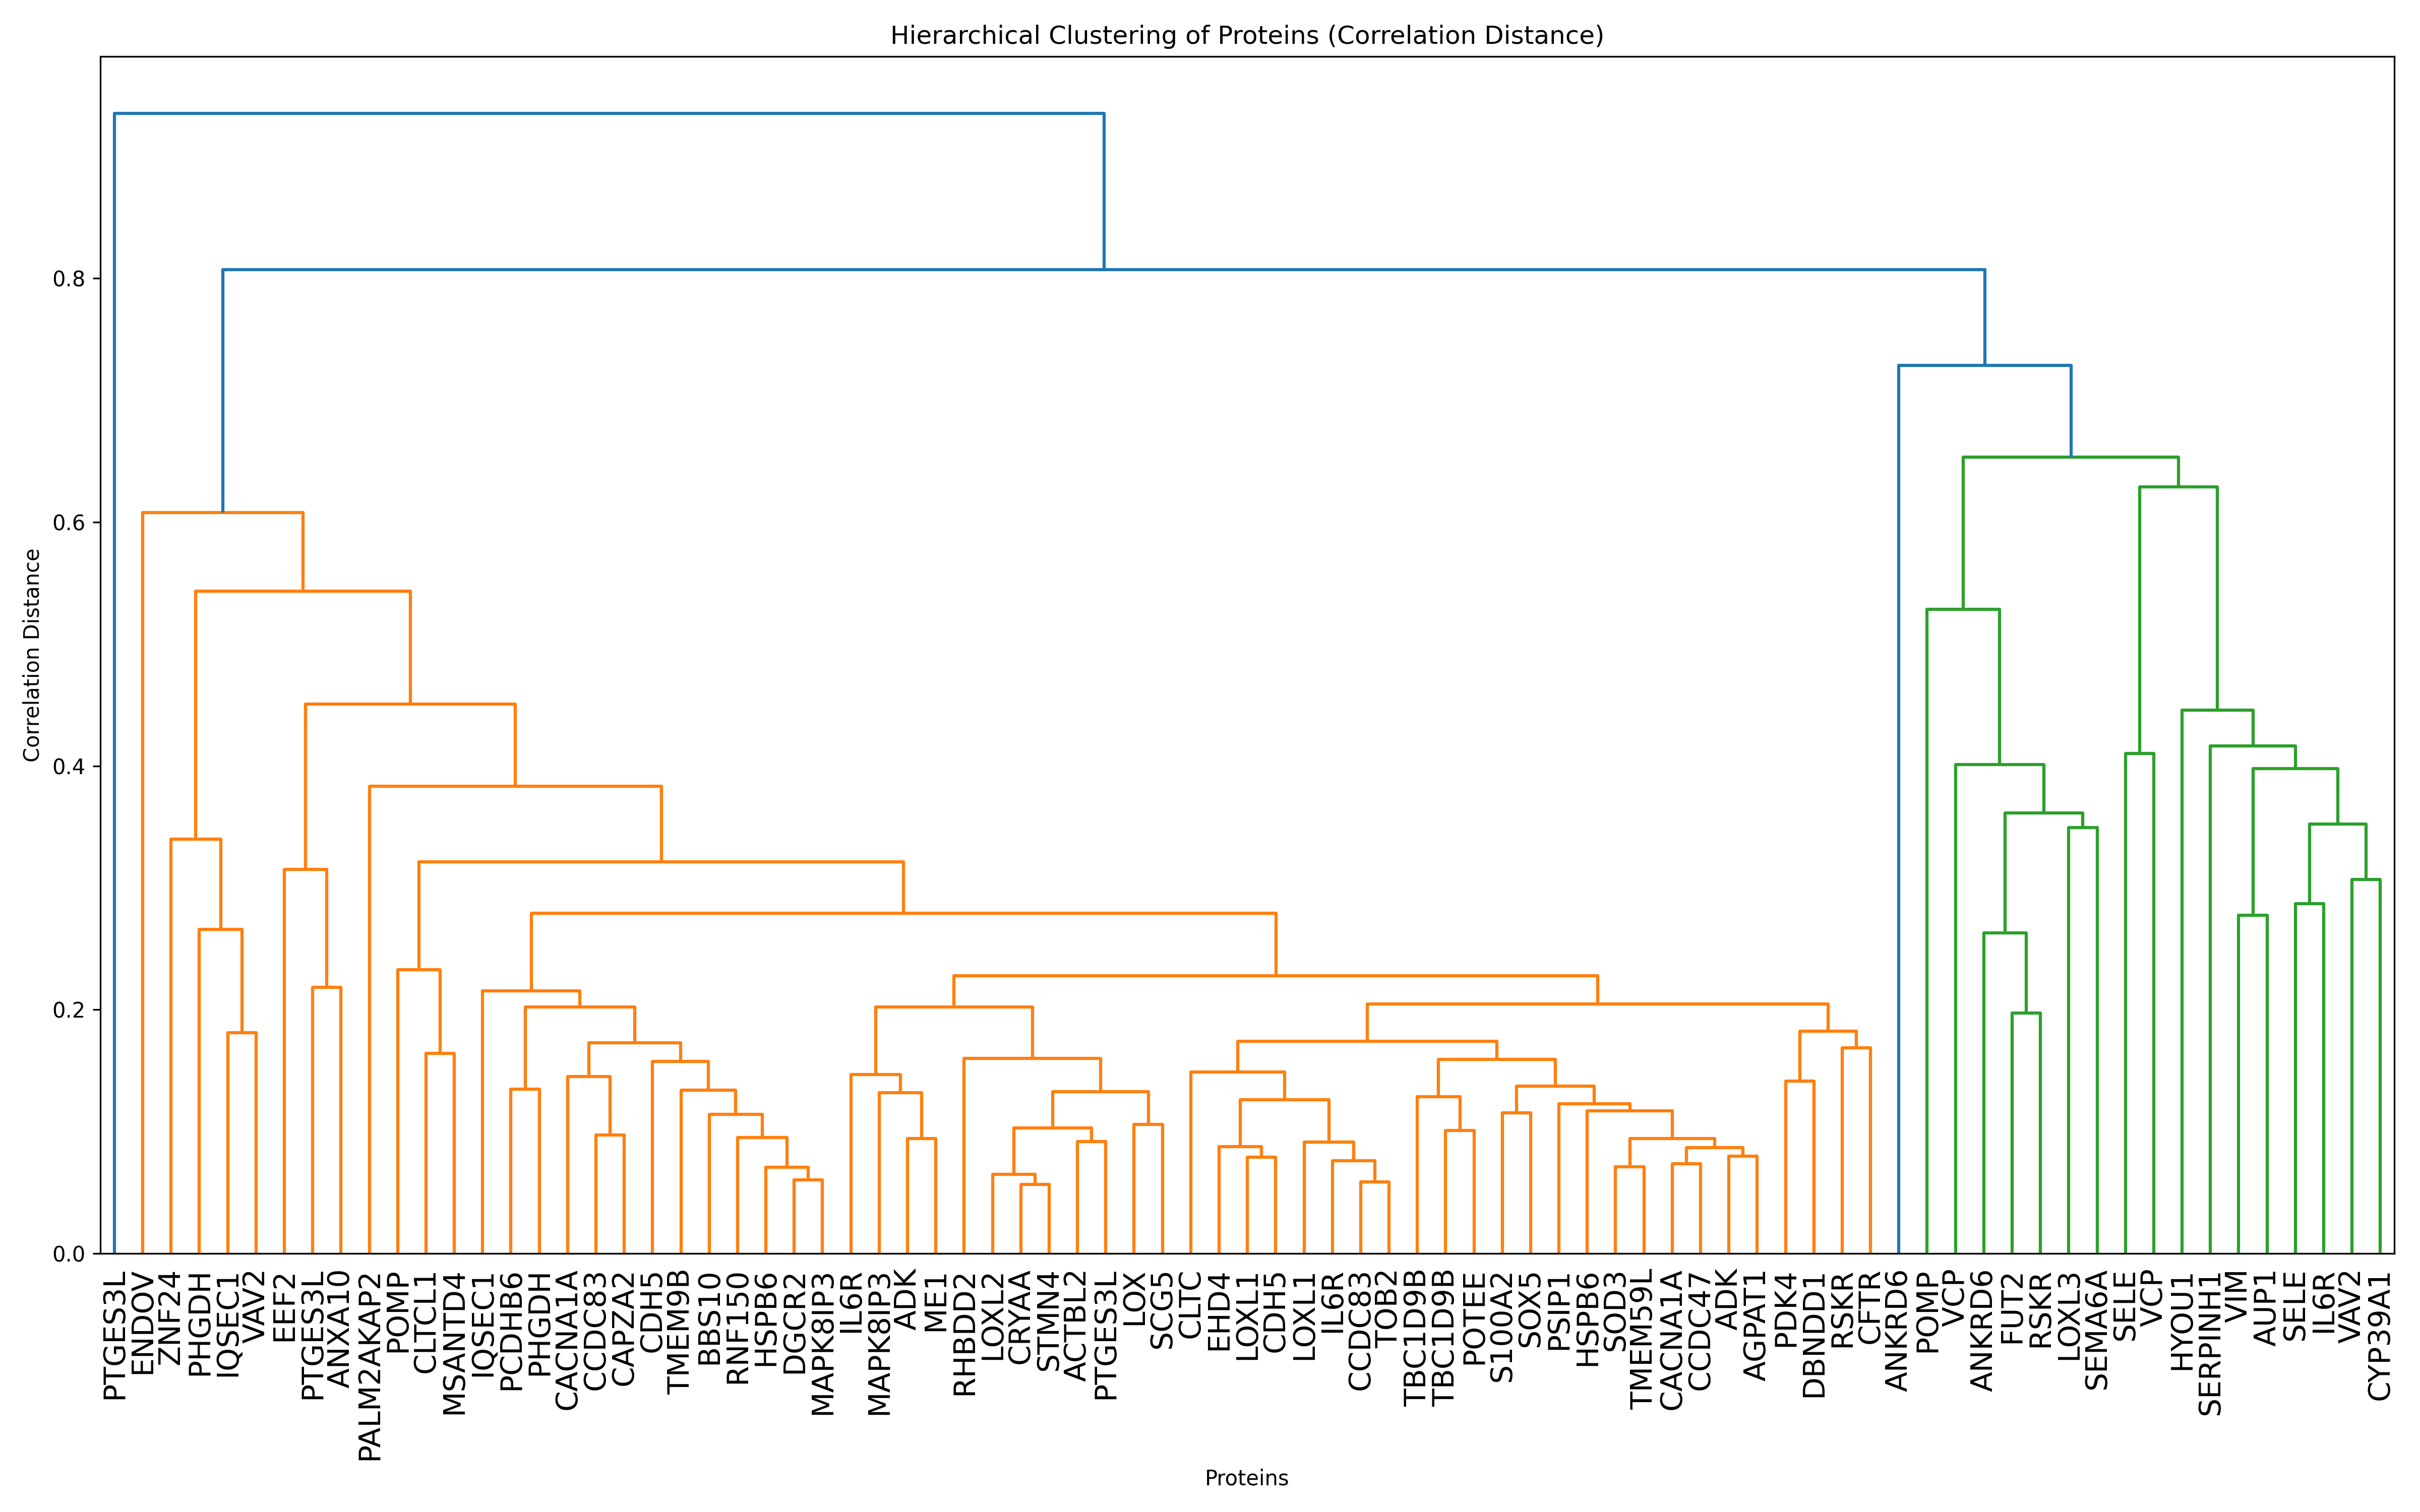 Hierarchical Clustering of Proteins (Correlation Distance)
Correlation Distance
0.8
0.6
0.4
0.2
0.0
PTGES3L
ENDOV
ZNF24
PHGDH
IQSEC1
VAV2
EEF2
PTGES3L
ANXA10
PALM2AKAP2
POMP
CLTCL1
MSANTD4
IQSEC1
PCDHB6
PHGDH
CACNA1A
CCDC83
CAPZA2
CDH5
TMEM9B
BBS10
RNF150
HSPB6
DGCR2
MAPK8IP3
IL6R
MAPK8IP3
ADK
ME1
RHBDD2
LOXL2
CRYAA
STMN4
ACTBL2
PTGES3L
LOX
SCG5
CLTC
EHD4
LOXL1
CDH5
LOXL1
IL6R
CCDC83
TOB2
TBC1D9B
TBC1D9B
POTEE
S100A2
SOX5
PSIP1
HSPB6
SOD3
TMEM59L
CACNA1A
CCDC47
ADK
AGPAT1
PDK4
DBNDD1
RSKR
CFTR
ANKRD6
POMP
VCP
ANKRD6
FUT2
RSKR
LOXL3
SEMA6A
SELE
VCP
HYOU1
SERPINH1
VIM
AUP1
SELE
IL6R
VAV2
CYP39A1
Proteins